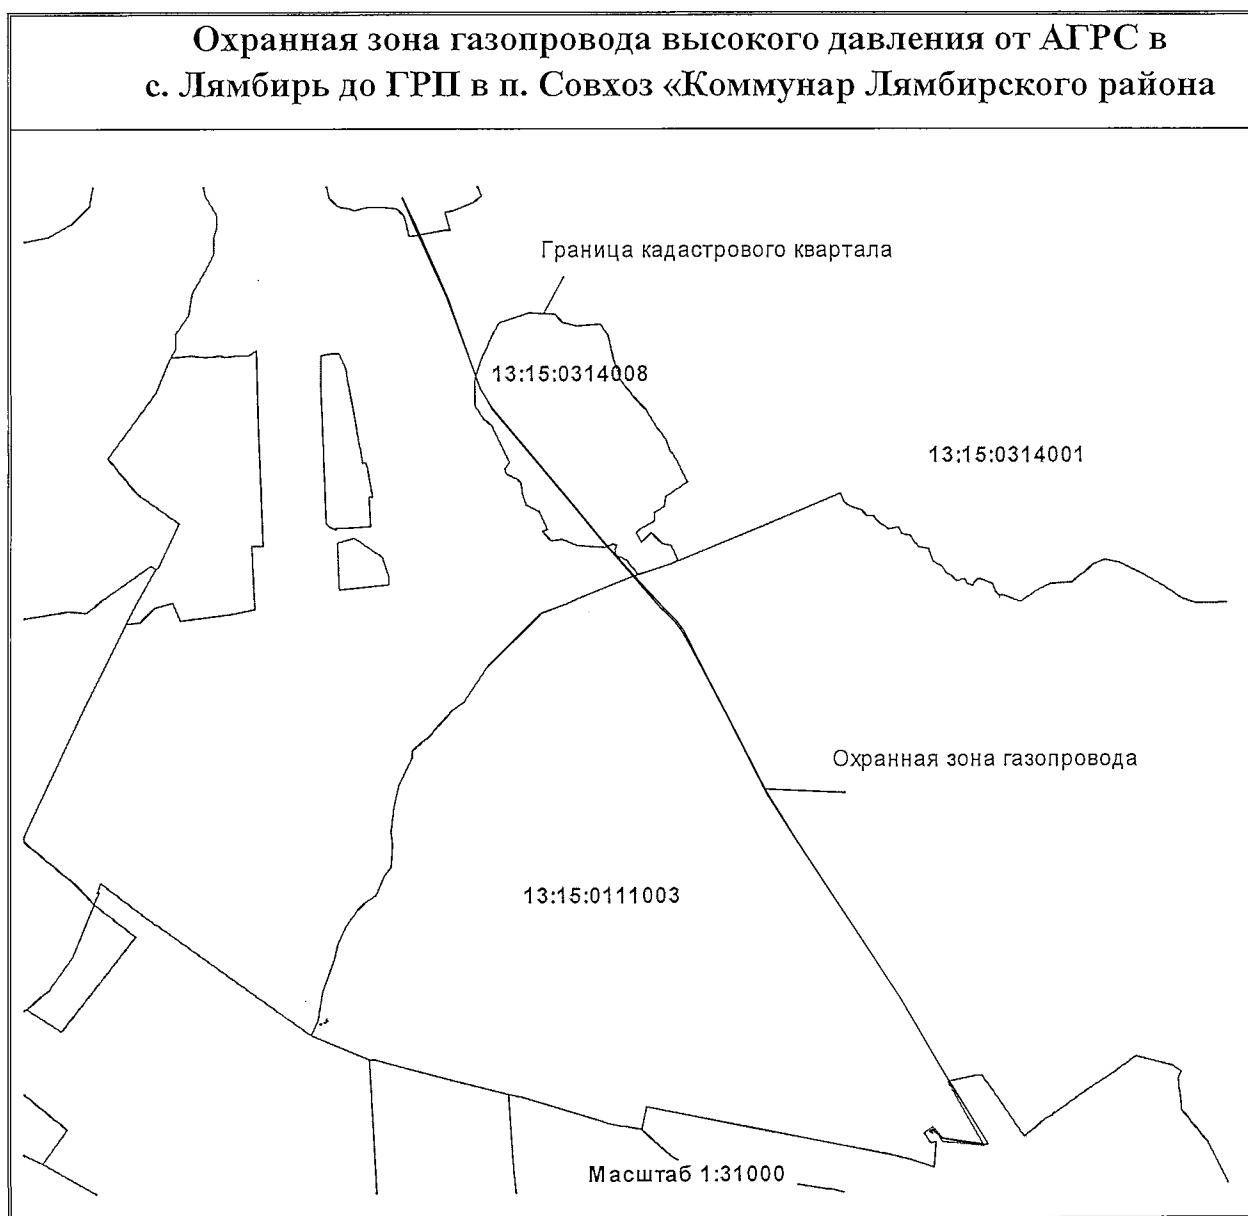 Охранная зона газопровода высокого давления от АГРС в
с. Лямбирь до ГРП в п. Совхоз «Коммунар Лямбирского района
Граница кадастрового квартала
13:15:0314008
13:15:0314001
Охранная зона газопровода
13:15:0111003
Масштаб 1:31000